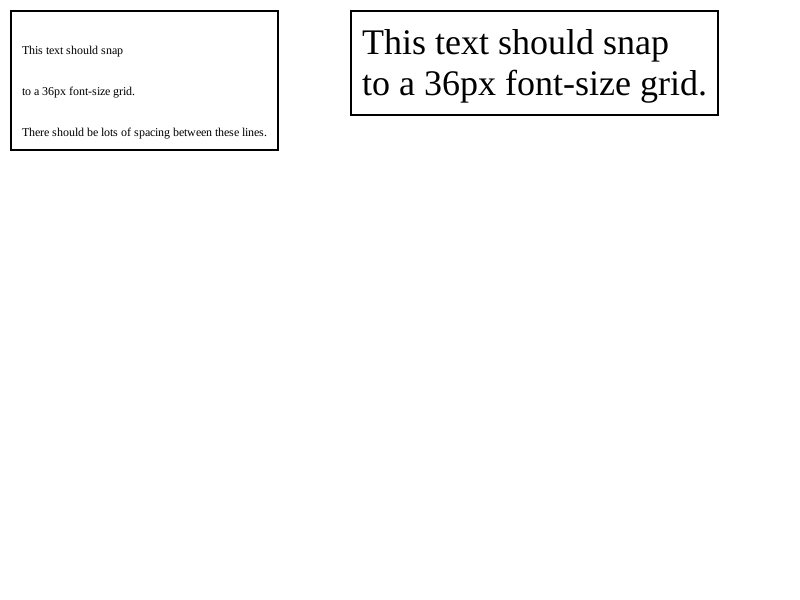 This text should snap
to a 36px font-size grid.
There should be lots of spacing between these lines.
This text should snap
to a 36px font-size grid.